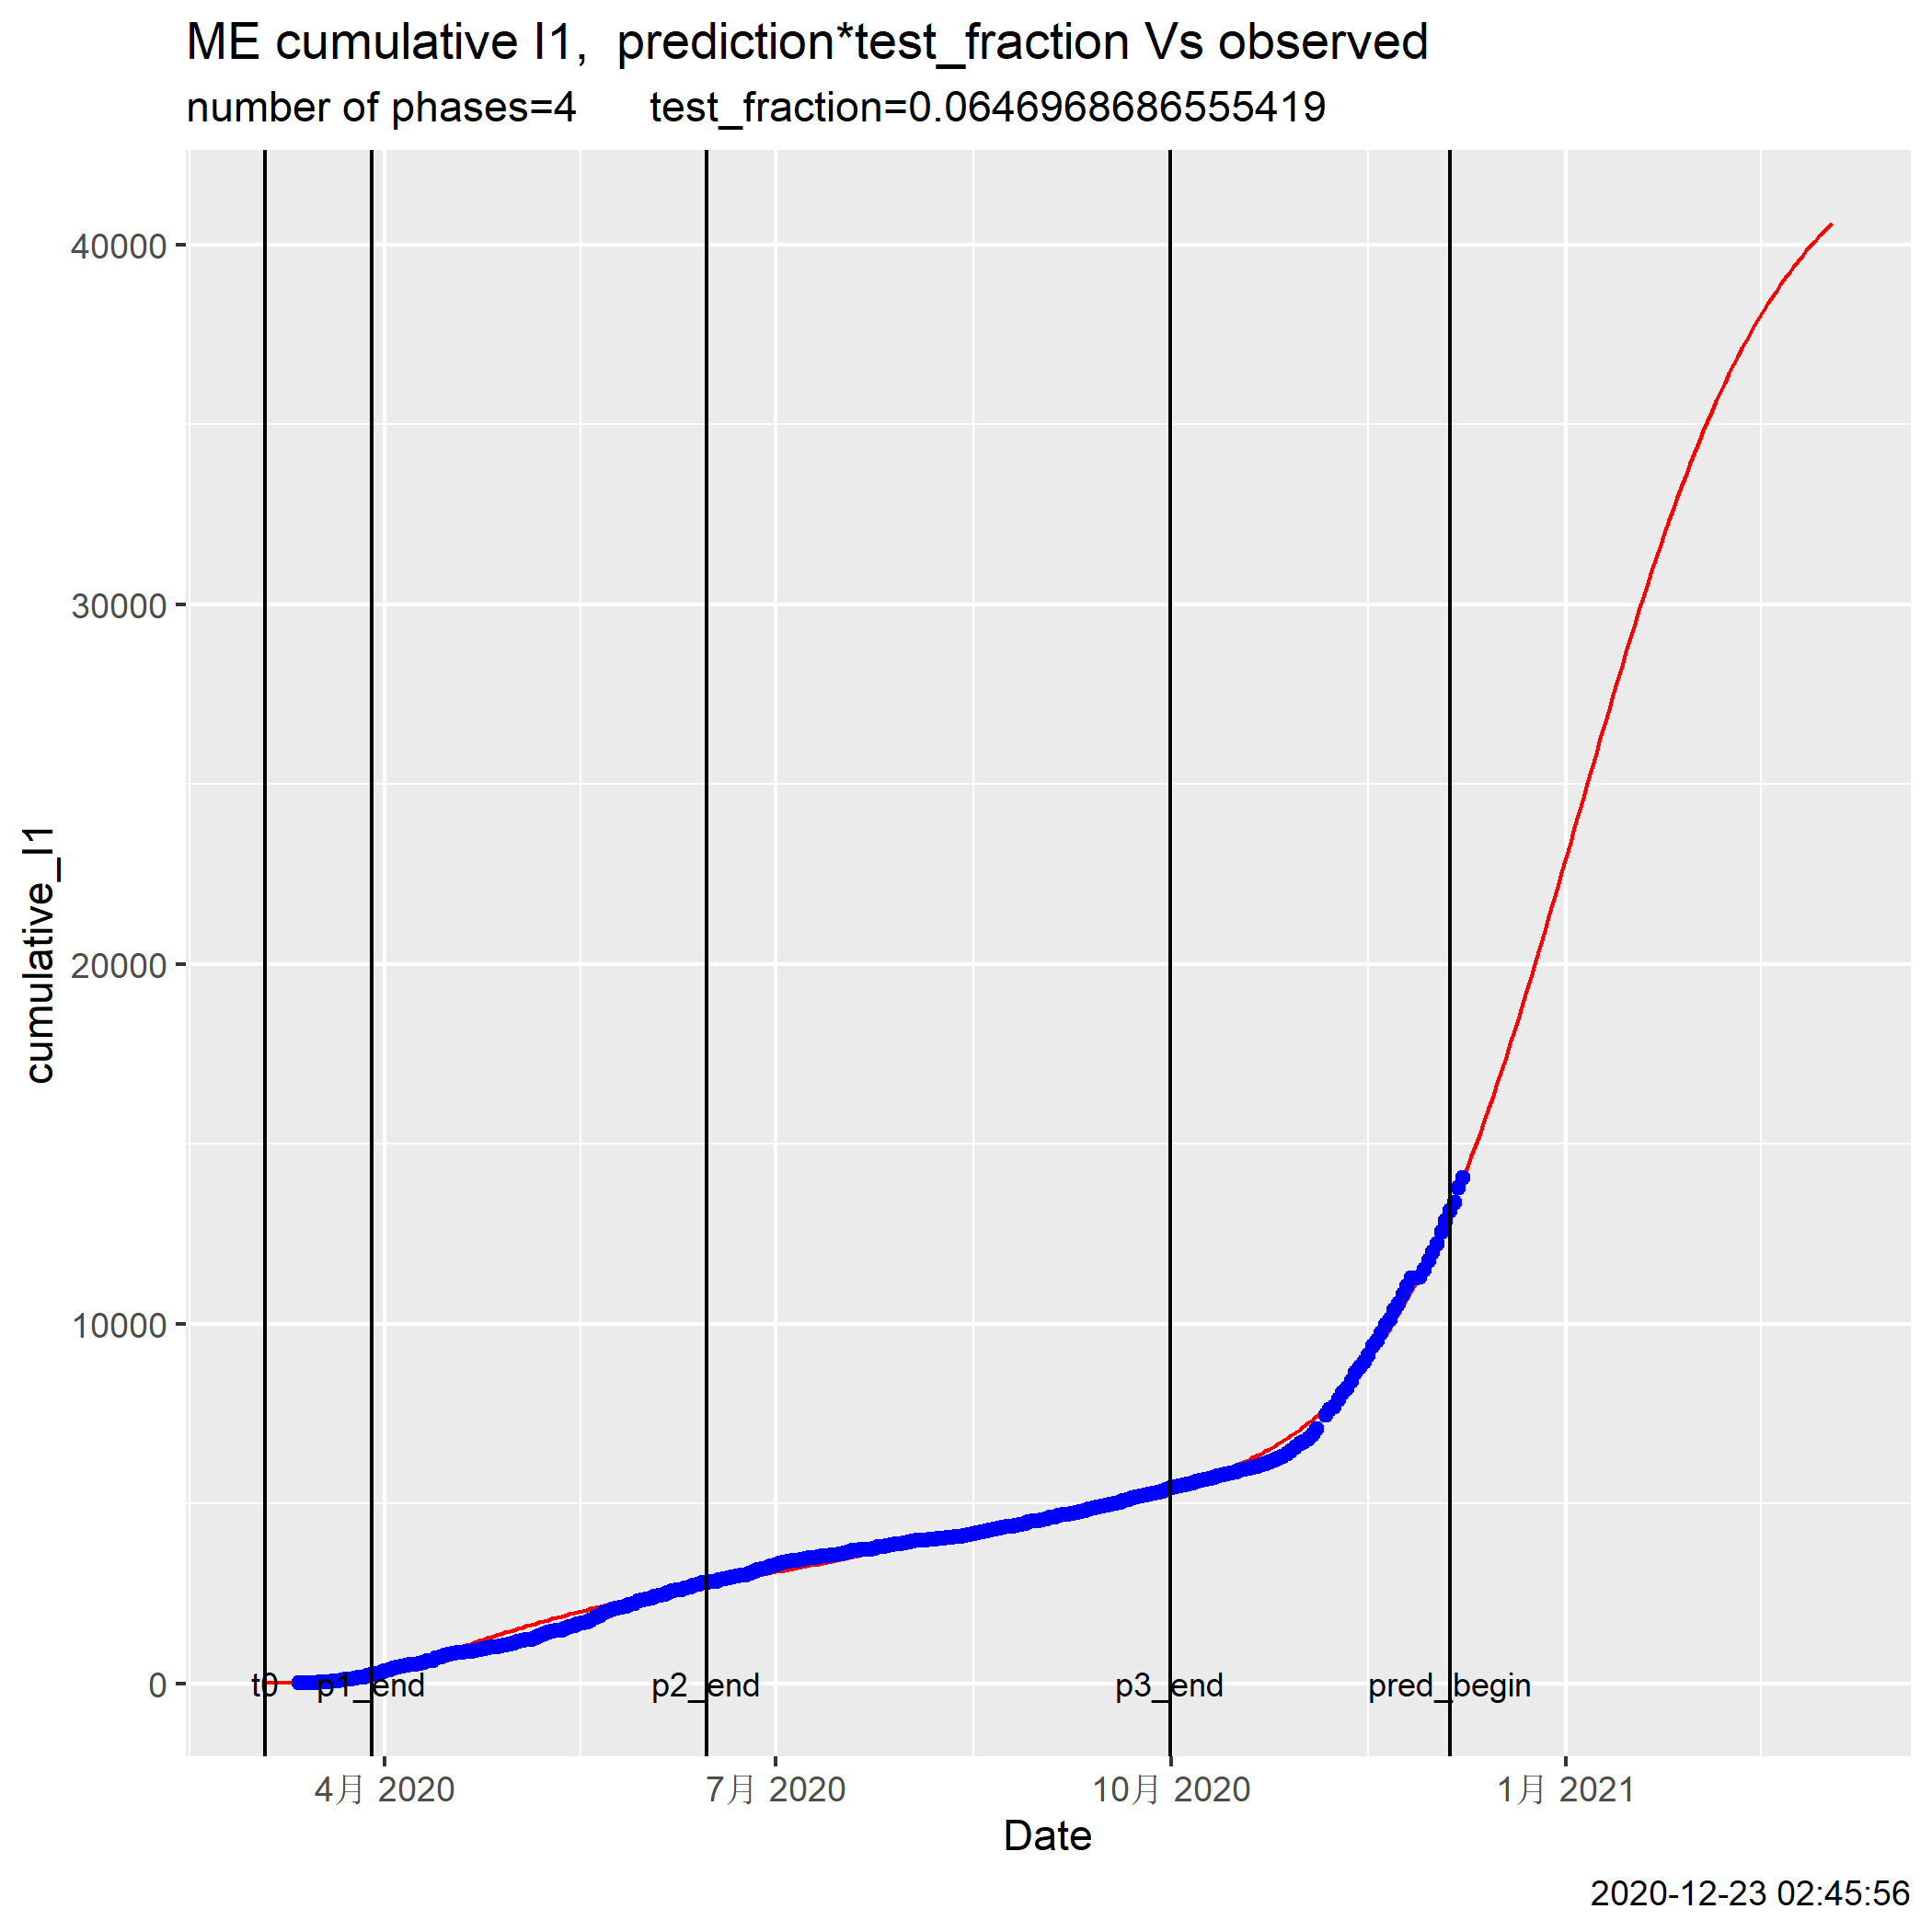 ME cumulative I1,  prediction*test_fraction Vs observed
number of phases=4      test_fraction=0.0646968686555419
40000
30000
20000
10000
0
cumulative_I1
t0 p1_end p2_end p3_end pred_begin
4月 2020 7月 2020 10月 2020 1月 2021
Date
2020-12-23 02:45:56